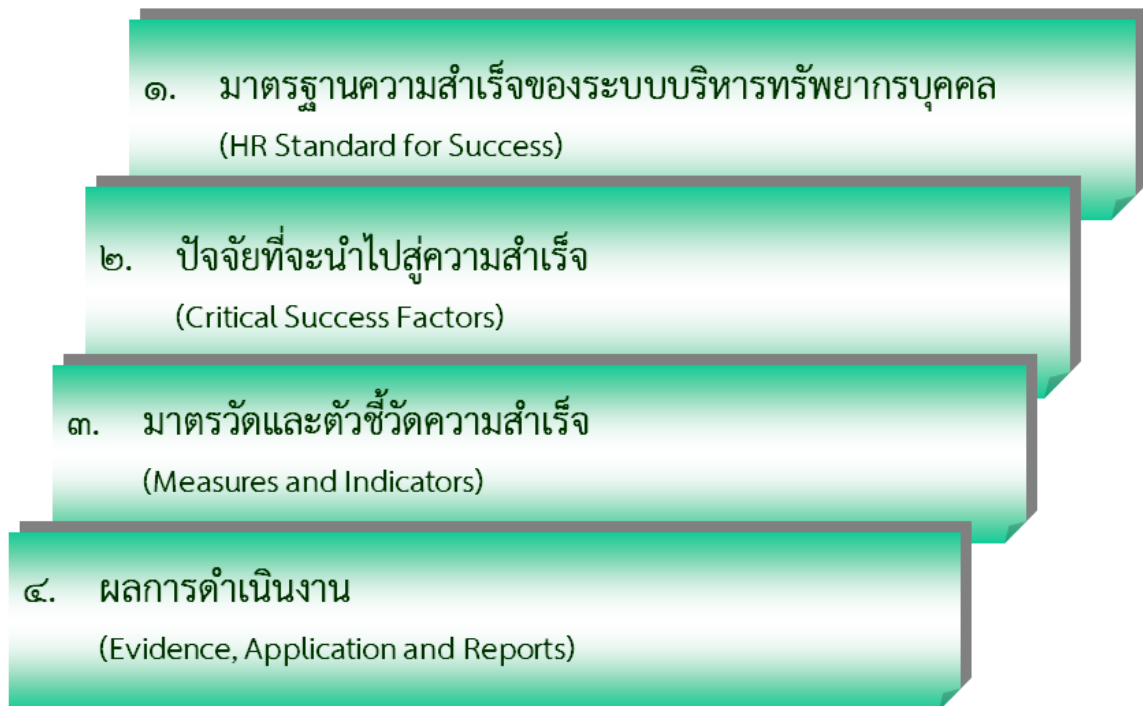 ๑. มาตรฐานความสำเร็จของระบบบริหารทรัพยากรบุคคล
(HR Standard for Success)
๒. ปัจจัยที่จะนำไปสู่ความสำเร็จ
(Critical Success Factors)
๓. มาตรวัดและตัวชี้วัดความสำเร็จ
(Measures and Indicators)
๔. ผลการดำเนินงาน
(Evidence, Application and Reports)